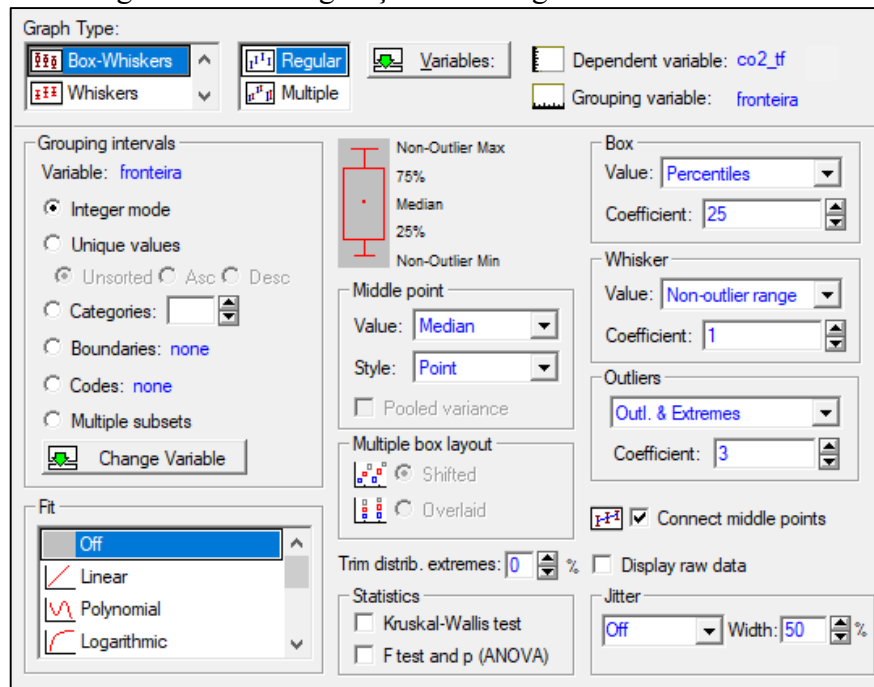 Graph Type:
Box-Whiskers
Whiskers
Regular
Multiple
Variables:
Dependent variable: co2_tf
Grouping variable: fronteira
Grouping intervals
Variable: fronteira
Integer mode
Unique values
Unsorted Asc Desc
Categories:
Boundaries: none
Codes: none
Multiple subsets
Change Variable
Fit
Off
Linear
Polynomial
Logarithmic
Non-Outlier Max
75%
Median
25%
Non-Outlier Min
Middle point
Value: Median
Style: Point
Pooled variance
Multiple box layout
Shifted
Overlaid
Trim distrib. extremes: 0 %
Statistics
Kruskal-Wallis test
F test and p (ANOVA)
Box
Value: Percentiles
Coefficient: 25
Whisker
Value: Non-outlier range
Coefficient: 1
Outliers
Outl. & Extremes
Coefficient: 3
Connect middle points
Display raw data
Jitter
Off Width: 50 %